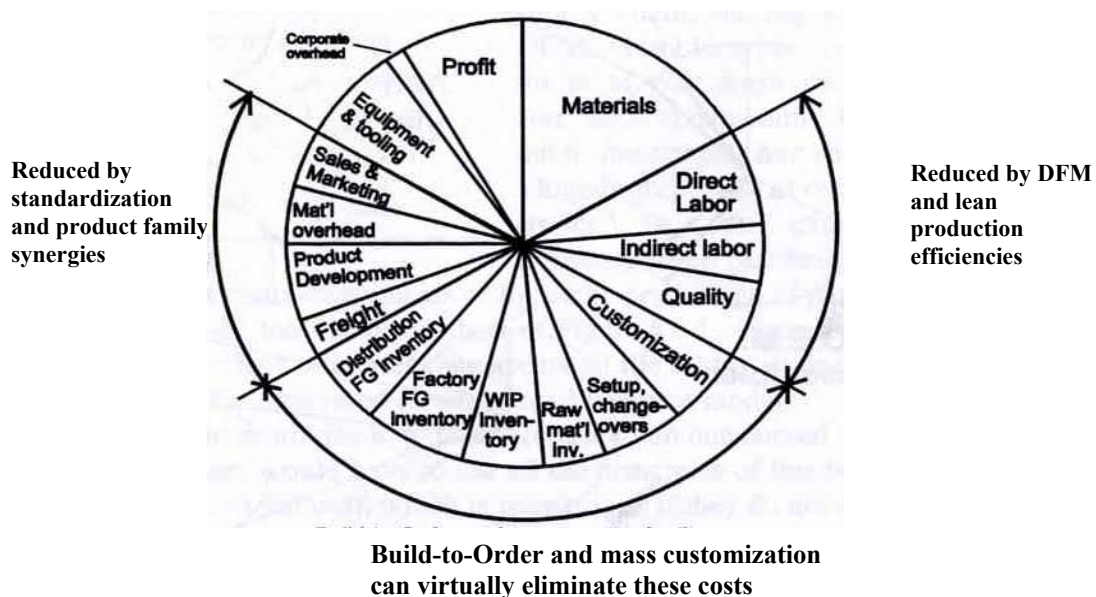 Corporate
overhead
Profit
Materials
Equipment
& tooling
Sales &
Marketing
Mat'l
overhead
Product
Development
Freight
Distribution
FG Inventory
Factory
FG
inventory
WIP
Inven-
tory
Raw
mat'l
inv.
Setup,
change-
overs
Customization
Quality
Indirect labor
Direct
Labor
Reduced by
standardization
and product family
synergies
Reduced by DFM
and lean
production
efficiencies
Build-to-Order and mass customization
can virtually eliminate these costs